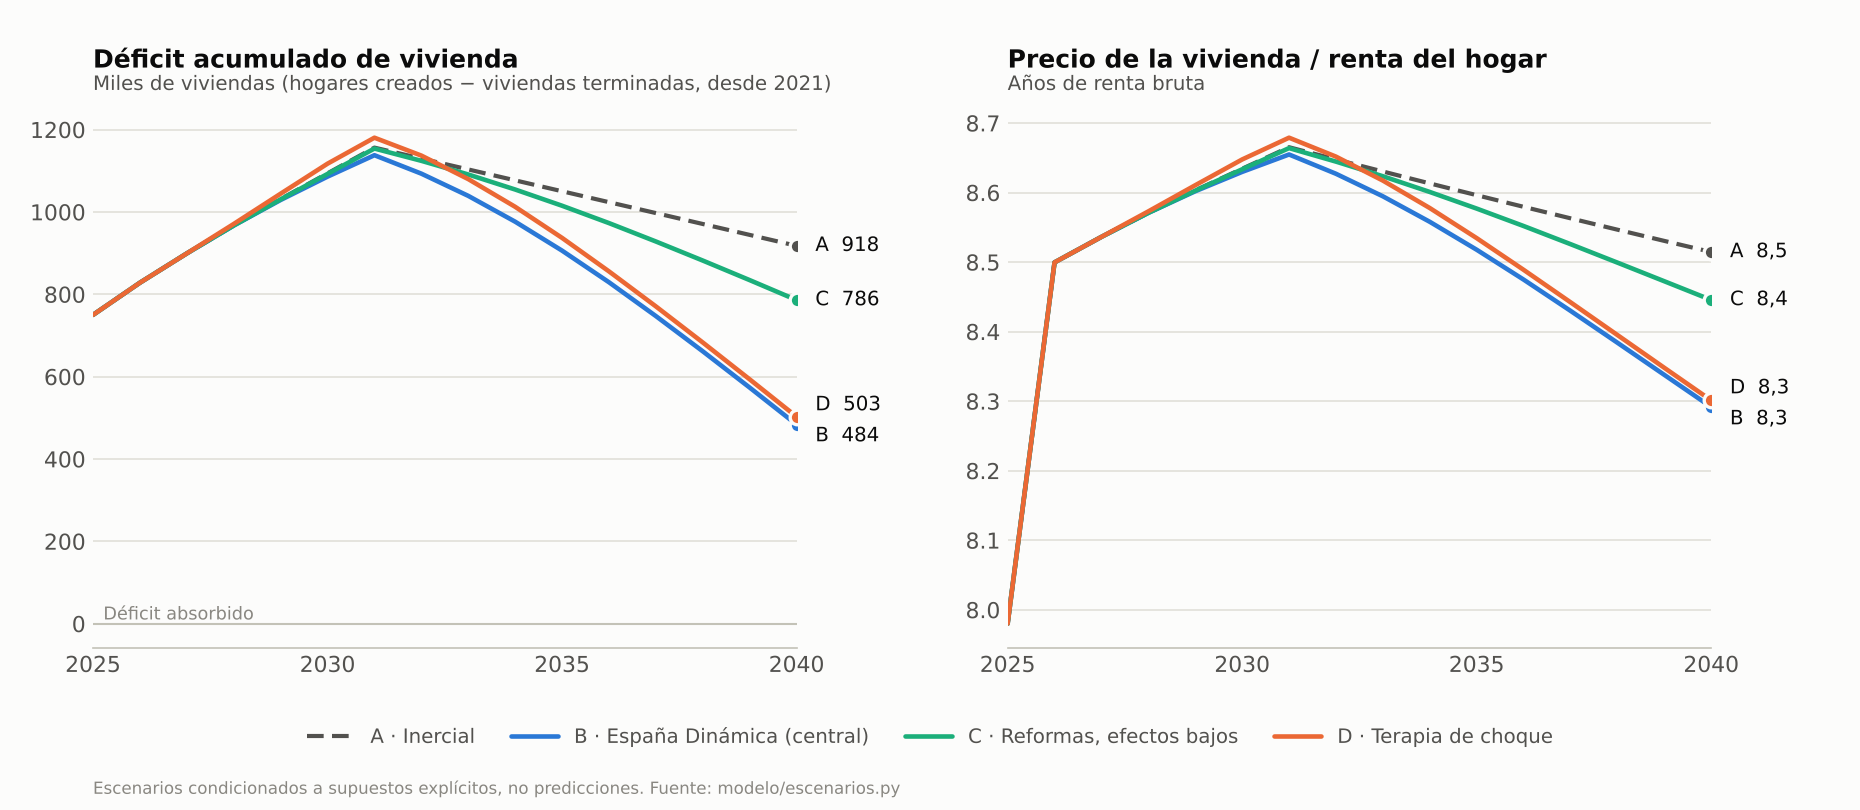 Déficit acumulado de vivienda
Miles de viviendas (hogares creados − viviendas terminadas, desde 2021)
1200
1000
800
600
400
200
0
Déficit absorbido
2025
2030
2035
2040
A 918
C 786
D 503
B 484
Precio de la vivienda / renta del hogar
Años de renta bruta
8.7
8.6
8.5
8.4
8.3
8.2
8.1
8.0
2025
2030
2035
2040
A 8,5
C 8,4
D 8,3
B 8,3
A · Inercial
B · España Dinámica (central)
C · Reformas, efectos bajos
D · Terapia de choque
Escenarios condicionados a supuestos explícitos, no predicciones. Fuente: modelo/escenarios.py